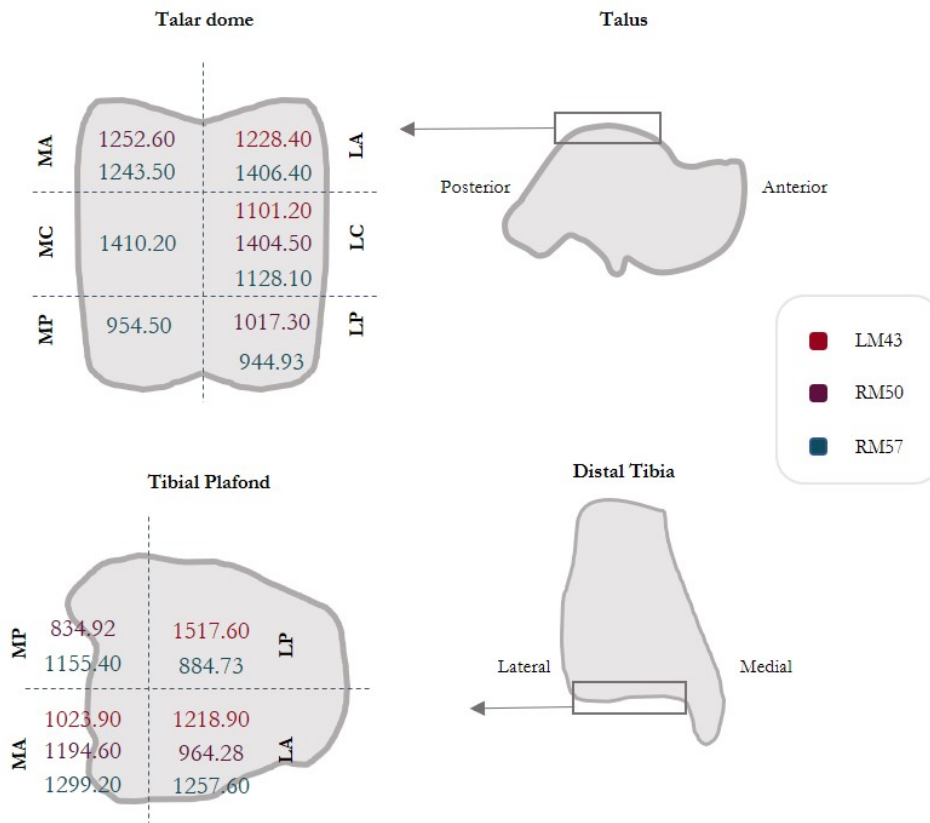 Talar dome
Talus
MA
1252.60
1243.50
1228.40
1406.40
LA
MC
1410.20
1101.20
1404.50
1128.10
LC
MP
954.50
1017.30
944.93
LP
Posterior
Anterior
LM43
RM50
RM57
Tibial Plafond
Distal Tibia
MP
834.92
1155.40
1517.60
884.73
LP
MA
1023.90
1194.60
1299.20
1218.90
964.28
1257.60
LA
Lateral
Medial